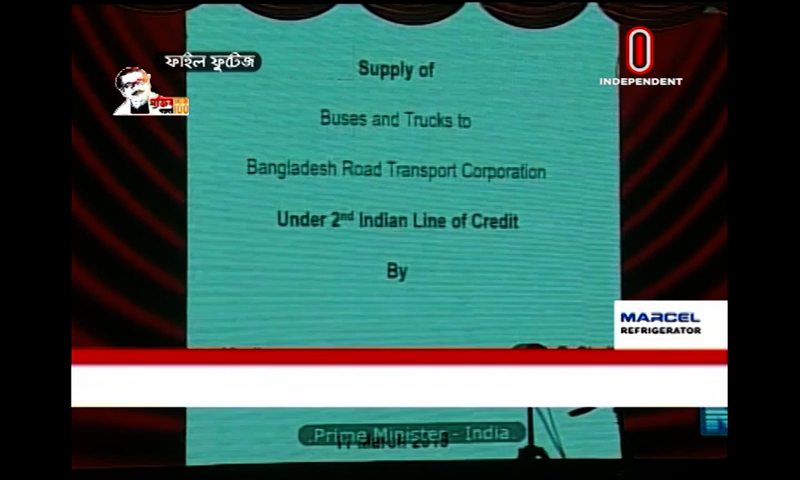 ফাইল ফুটেজ
INDEPENDENT
Supply of
Buses and Trucks to
Bangladesh Road Transport Corporation
Under 2nd Indian Line of Credit
By
MARCEL
REFRIGERATOR
Prime Minister - India
100